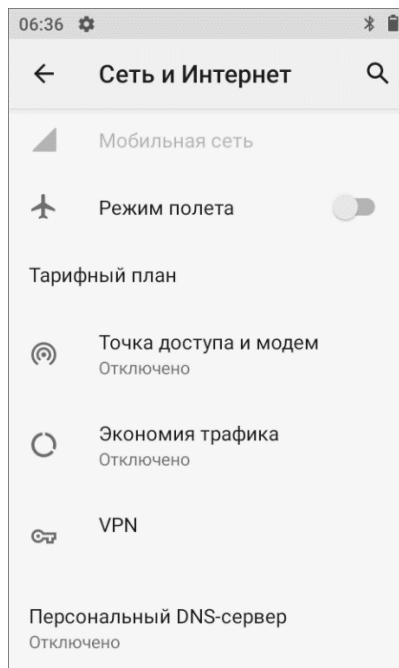 06:36
Сеть и Интернет
Мобильная сеть
Режим полета
Тарифный план
Точка доступа и модем
Отключено
Экономия трафика
Отключено
VPN
Персональный DNS-сервер
Отключено